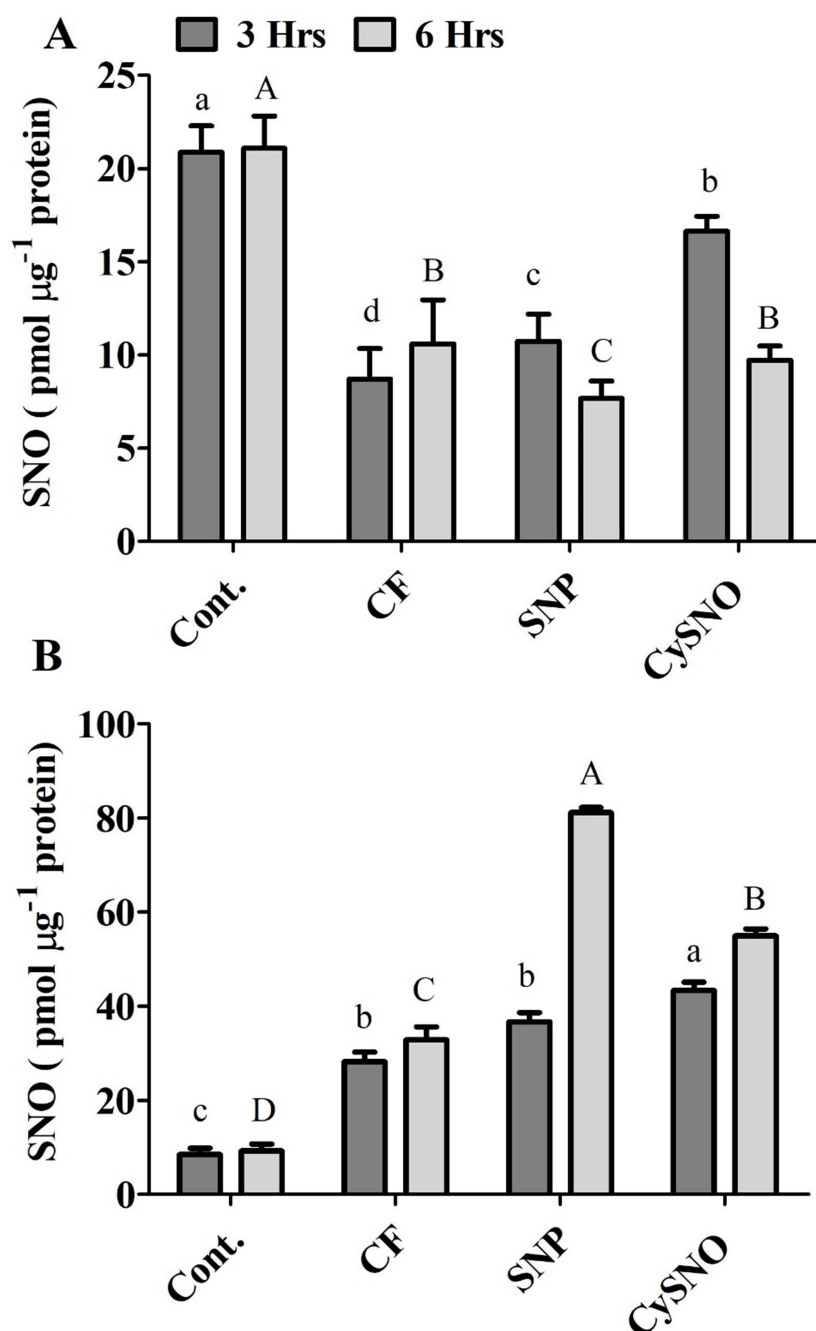 A
3 Hrs 6 Hrs
SNO ( pmol μg⁻¹ protein)
25
20
15
10
5
0
a
A
d
B
c
C
b
B
Cont.
CF
SNP
CySNO
B
SNO ( pmol μg⁻¹ protein)
100
80
60
40
20
0
c
D
b
C
b
A
a
B
Cont.
CF
SNP
CySNO